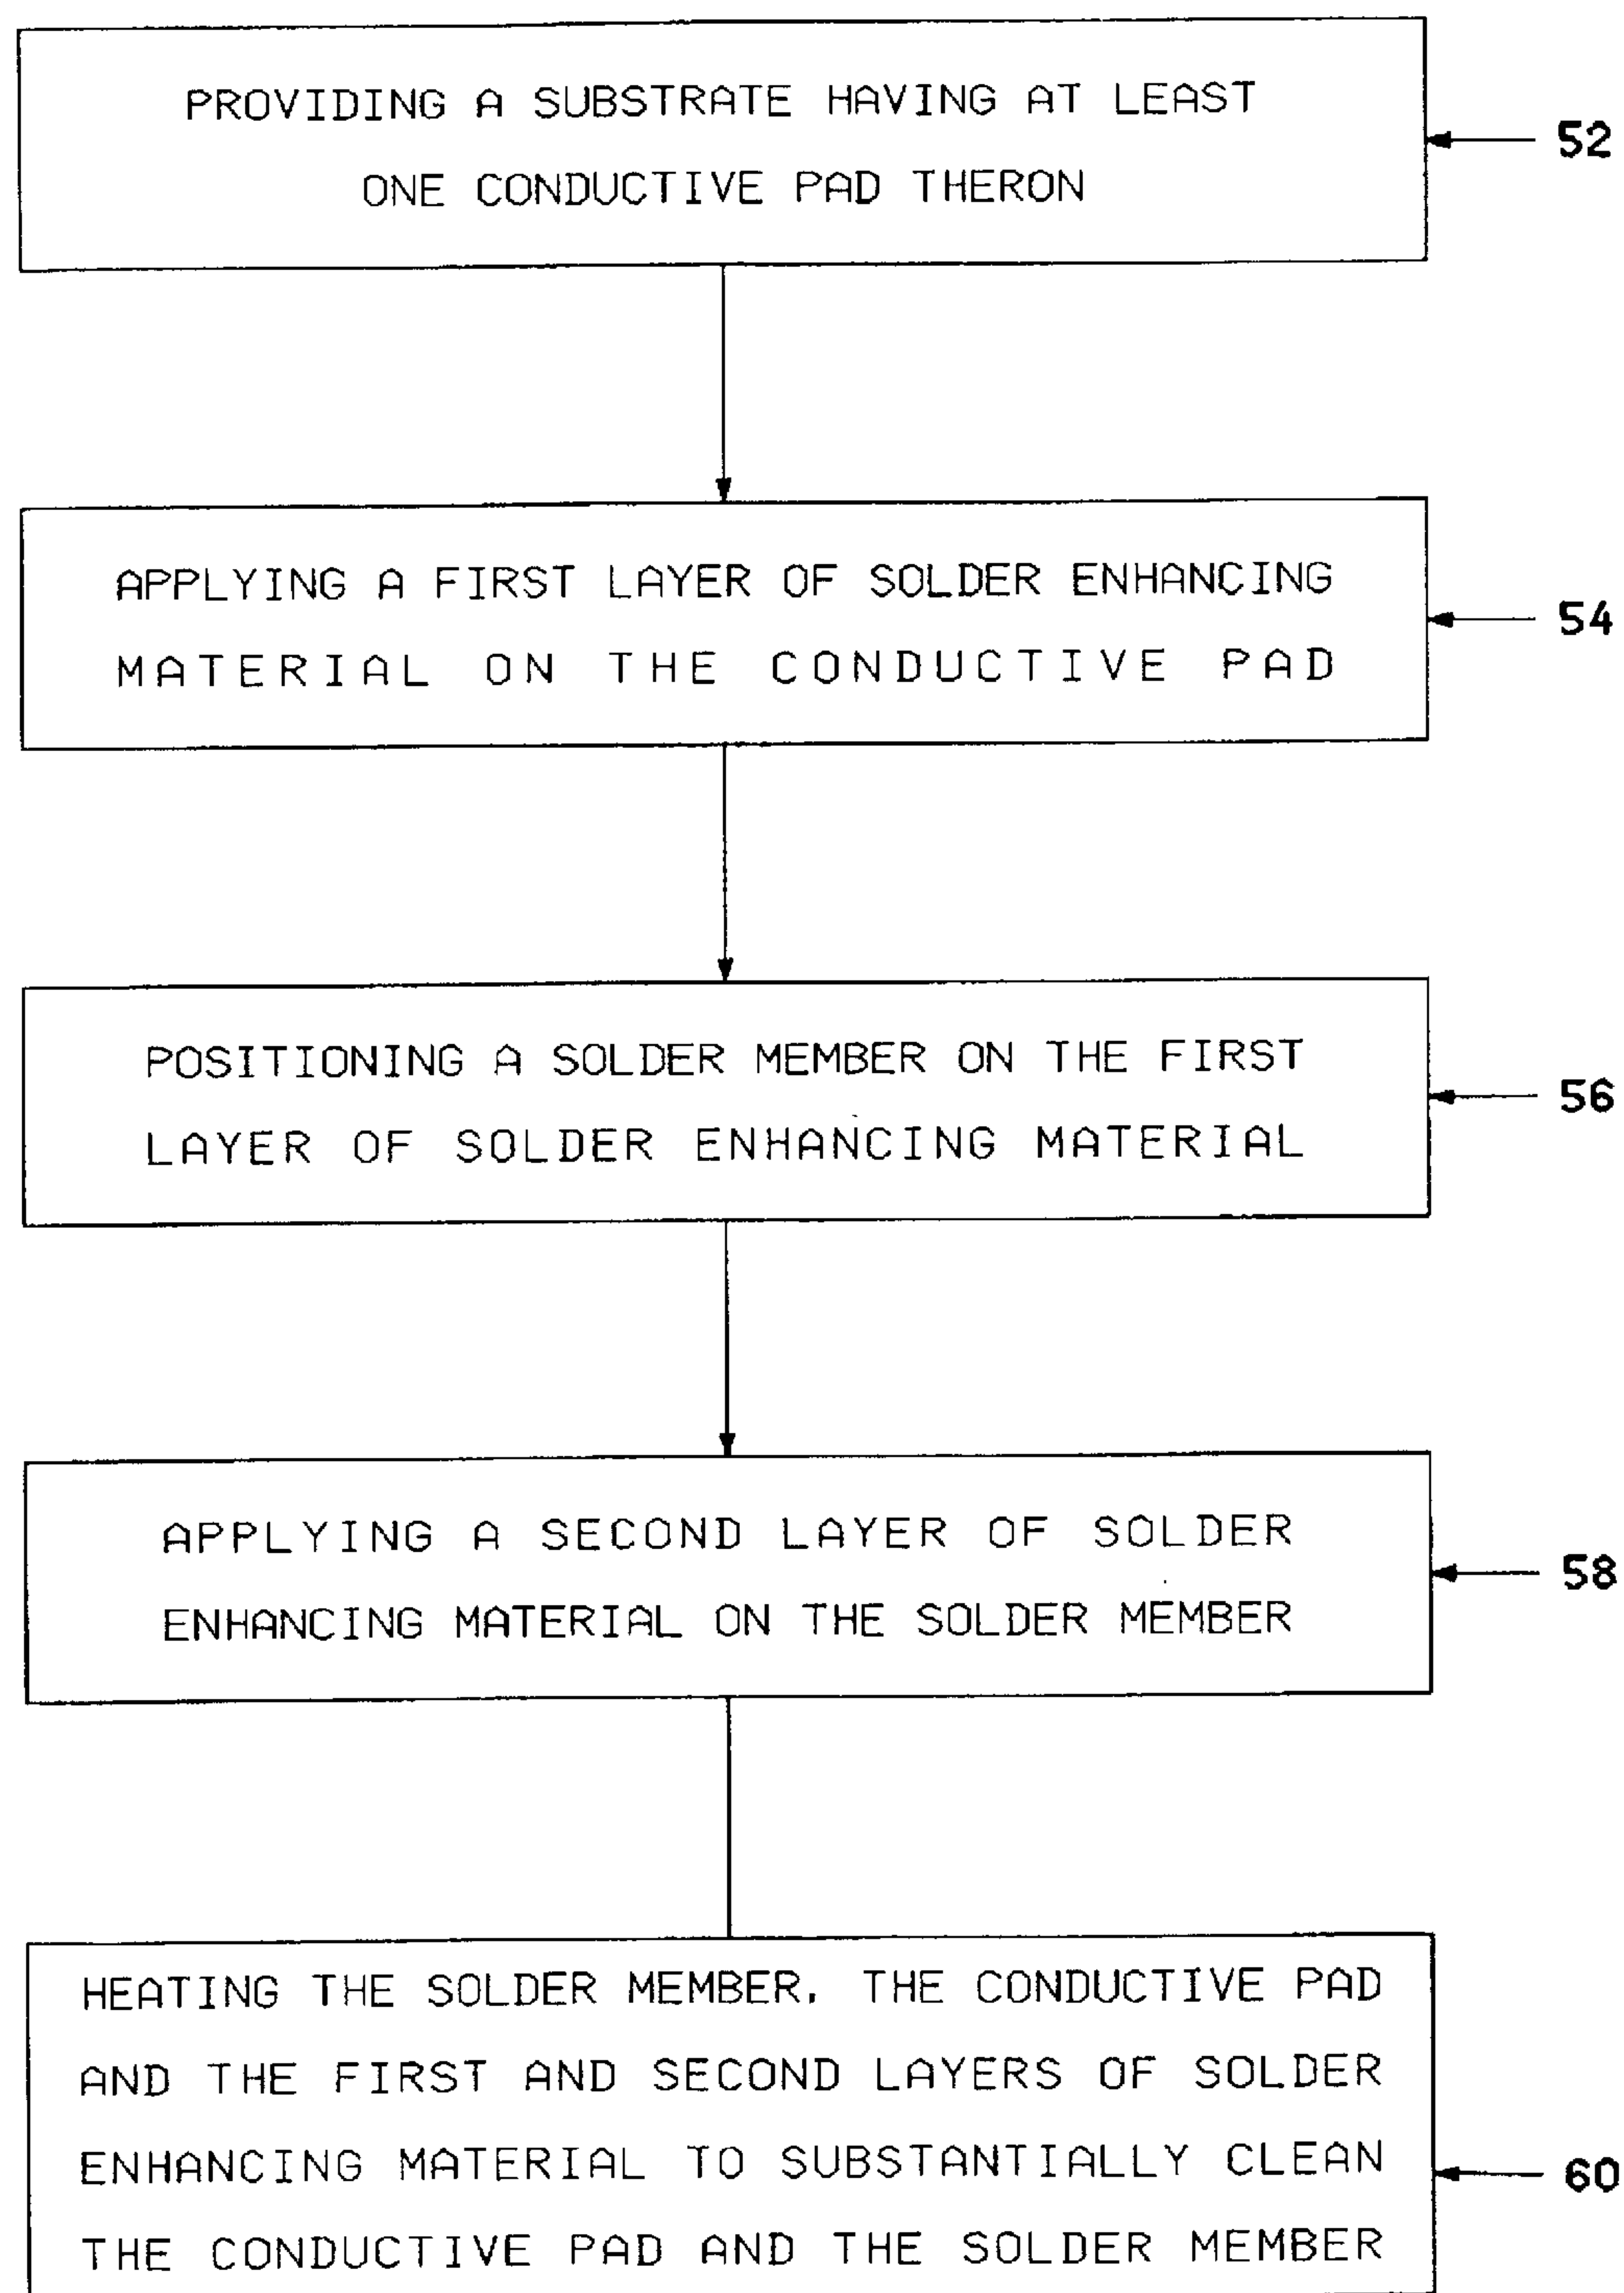 PROVIDING A SUBSTRATE HAVING AT LEAST
52
ONE CONDUCTIVE PAD THERON
APPLYING A FIRST LAYER OF SOLDER ENHANCING
54
MATERIAL ON THE CONDUCTIVE PAD
POSITIONING A SOLDER MEMBER ON THE FIRST
56
LAYER OF SOLDER ENHANCING MATERIAL
APPLYING A SECOND LAYER OF SOLDER
58
ENHANCING MATERIAL ON THE SOLDER MEMBER
HEATING THE SOLDER MEMBER, THE CONDUCTIVE PAD
AND THE FIRST AND SECOND LAYERS OF SOLDER
ENHANCING MATERIAL TO SUBSTANTIALLY CLEAN
60
THE CONDUCTIVE PAD AND THE SOLDER MEMBER